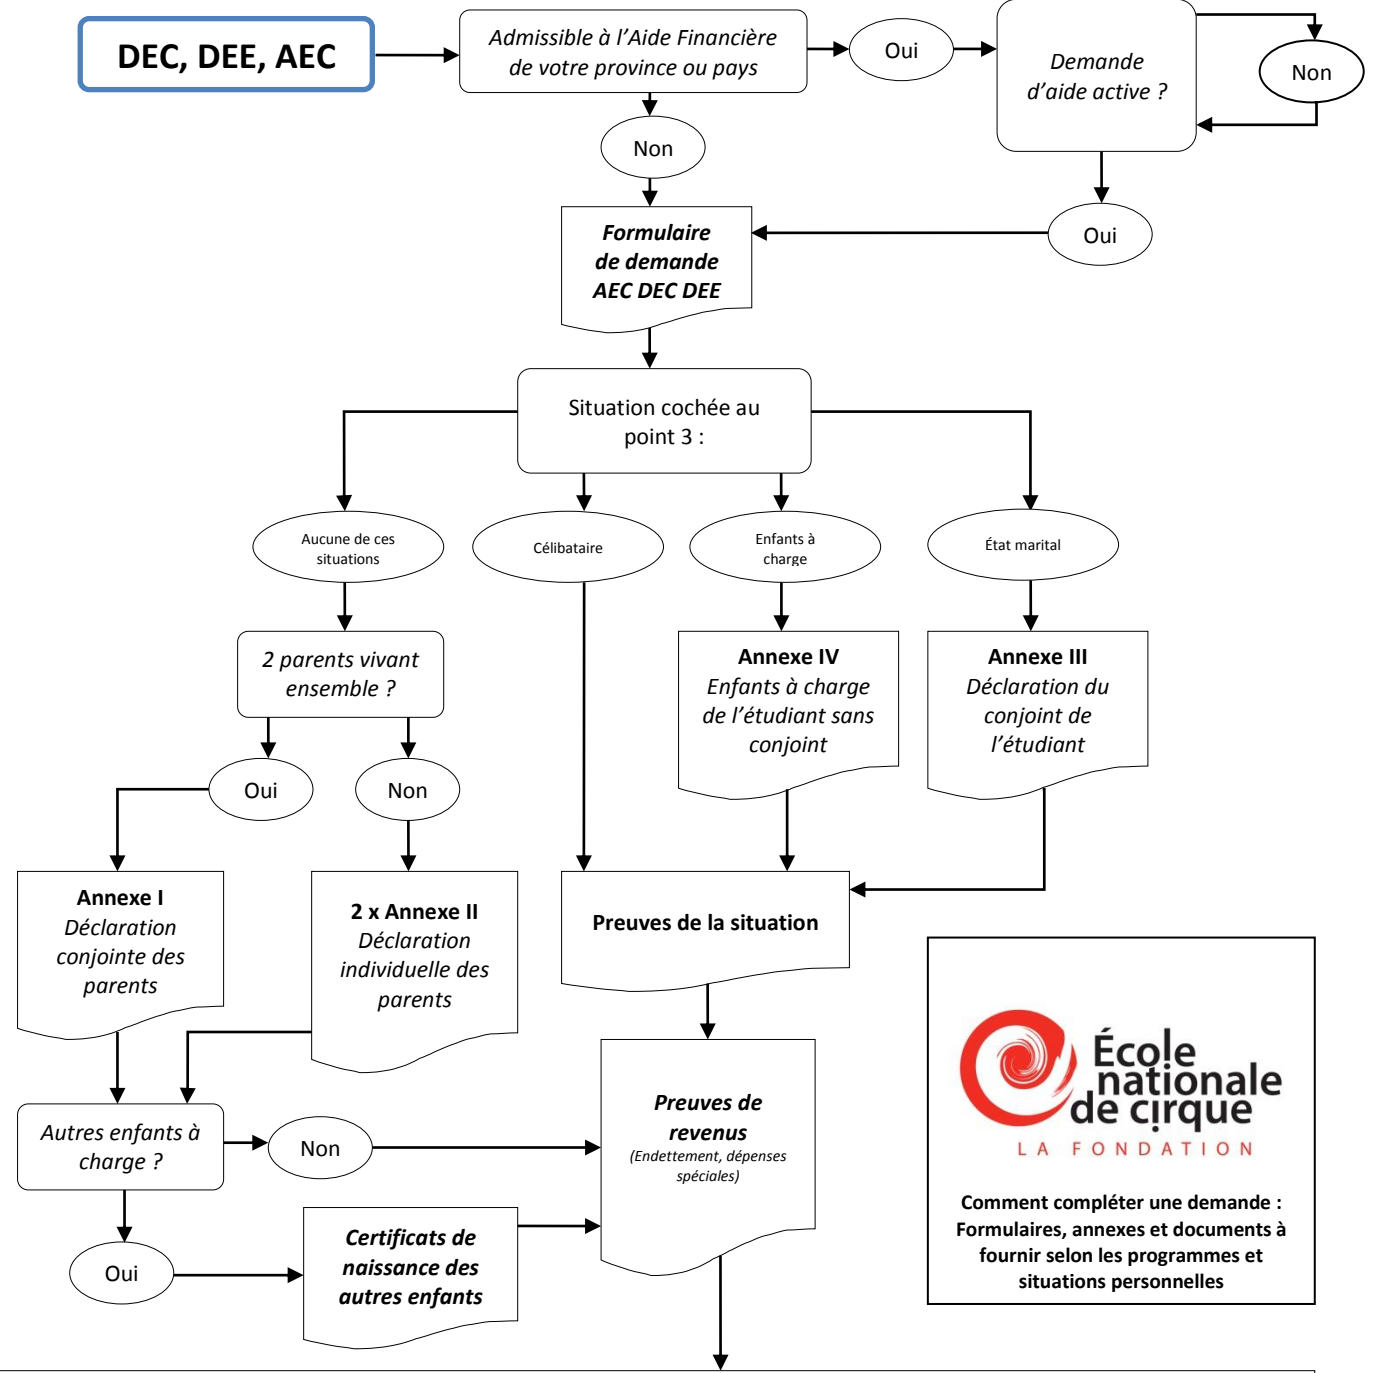 DEC, DEE, AEC
Admissible à l’Aide Financière
de votre province ou pays
Oui
Demande
d’aide active ?
Non
Non
Oui
Formulaire
de demande
AEC DEC DEE
Situation cochée au
point 3 :
Aucune de ces
situations
Célibataire
Enfants à
charge
État marital
2 parents vivant
ensemble ?
Annexe IV
Enfants à charge
de l’étudiant sans
conjoint
Annexe III
Déclaration du
conjoint de
l’étudiant
Oui
Non
Annexe I
Déclaration
conjointe des
parents
2 x Annexe II
Déclaration
individuelle des
parents
Preuves de la situation
Autres enfants à
charge ?
Non
Preuves de
revenus
(Endettement, dépenses
spéciales)
Oui
Certificats de
naissance des
autres enfants
École
nationale
de cirque
LA FONDATION
Comment compléter une demande :
Formulaires, annexes et documents à
fournir selon les programmes et
situations personnelles